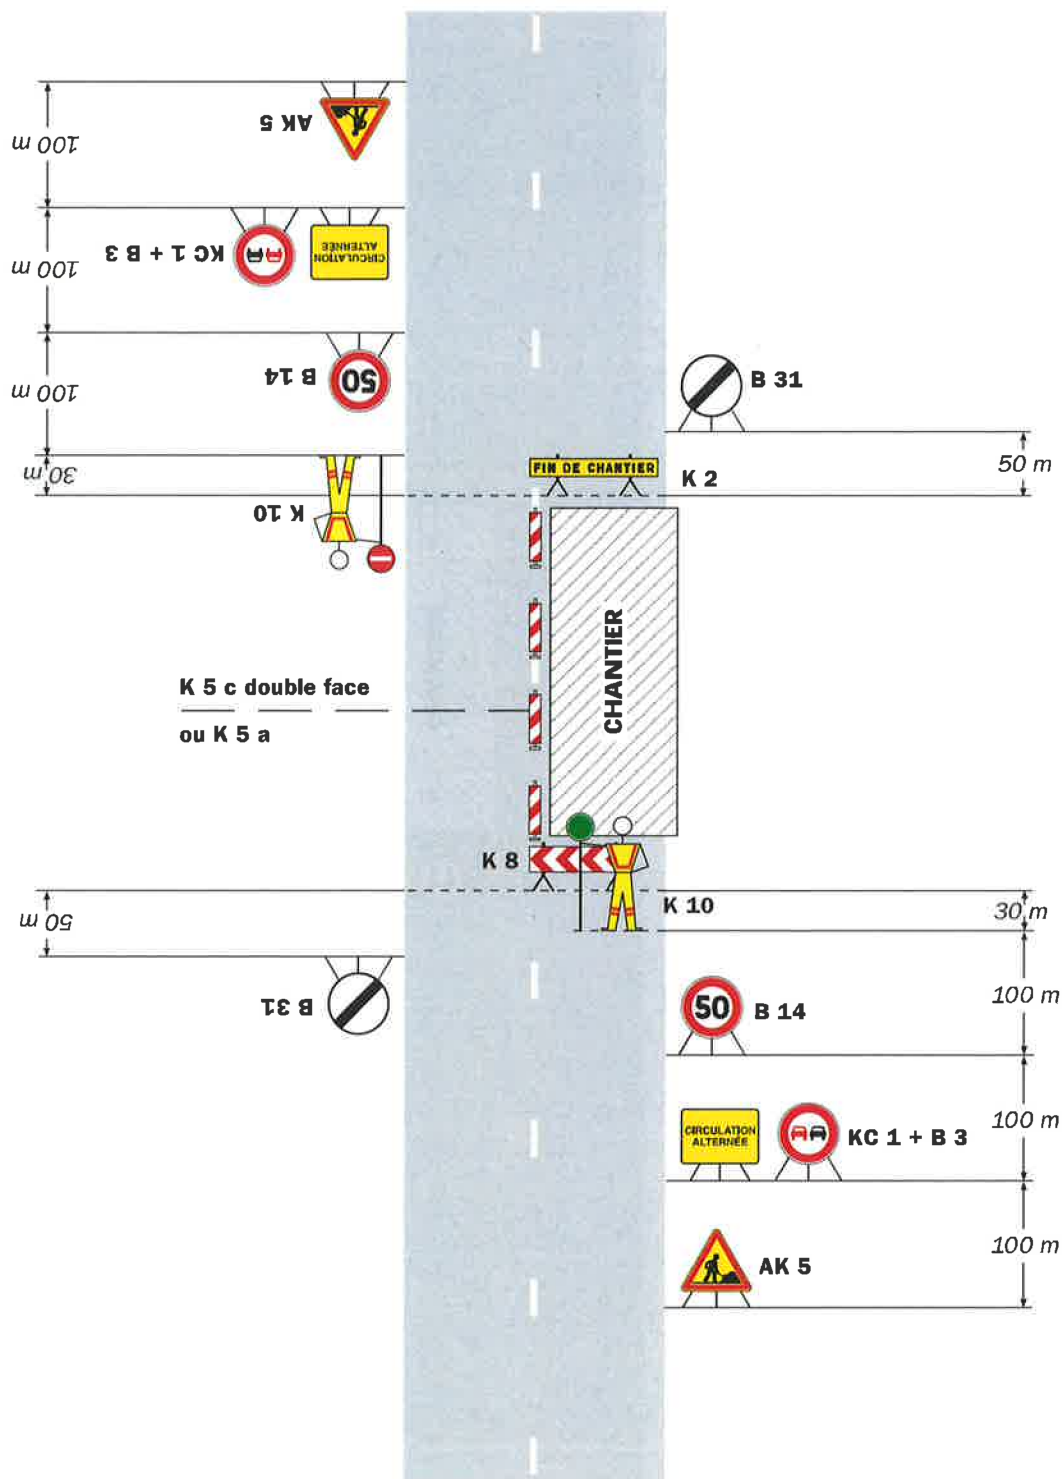 AK 5
100 m
KC 1 + B 3
CIRCULATION
ALTERNÉE
100 m
B 14
50
100 m
B 31
50 m
30 m
FIN DE CHANTIER
K 2
K 10
CHANTIER
K 5 c double face
ou K 5 a
K 8
K 10
30 m
50 m
B 31
50
B 14
100 m
CIRCULATION
ALTERNÉE
KC 1 + B 3
100 m
AK 5
100 m